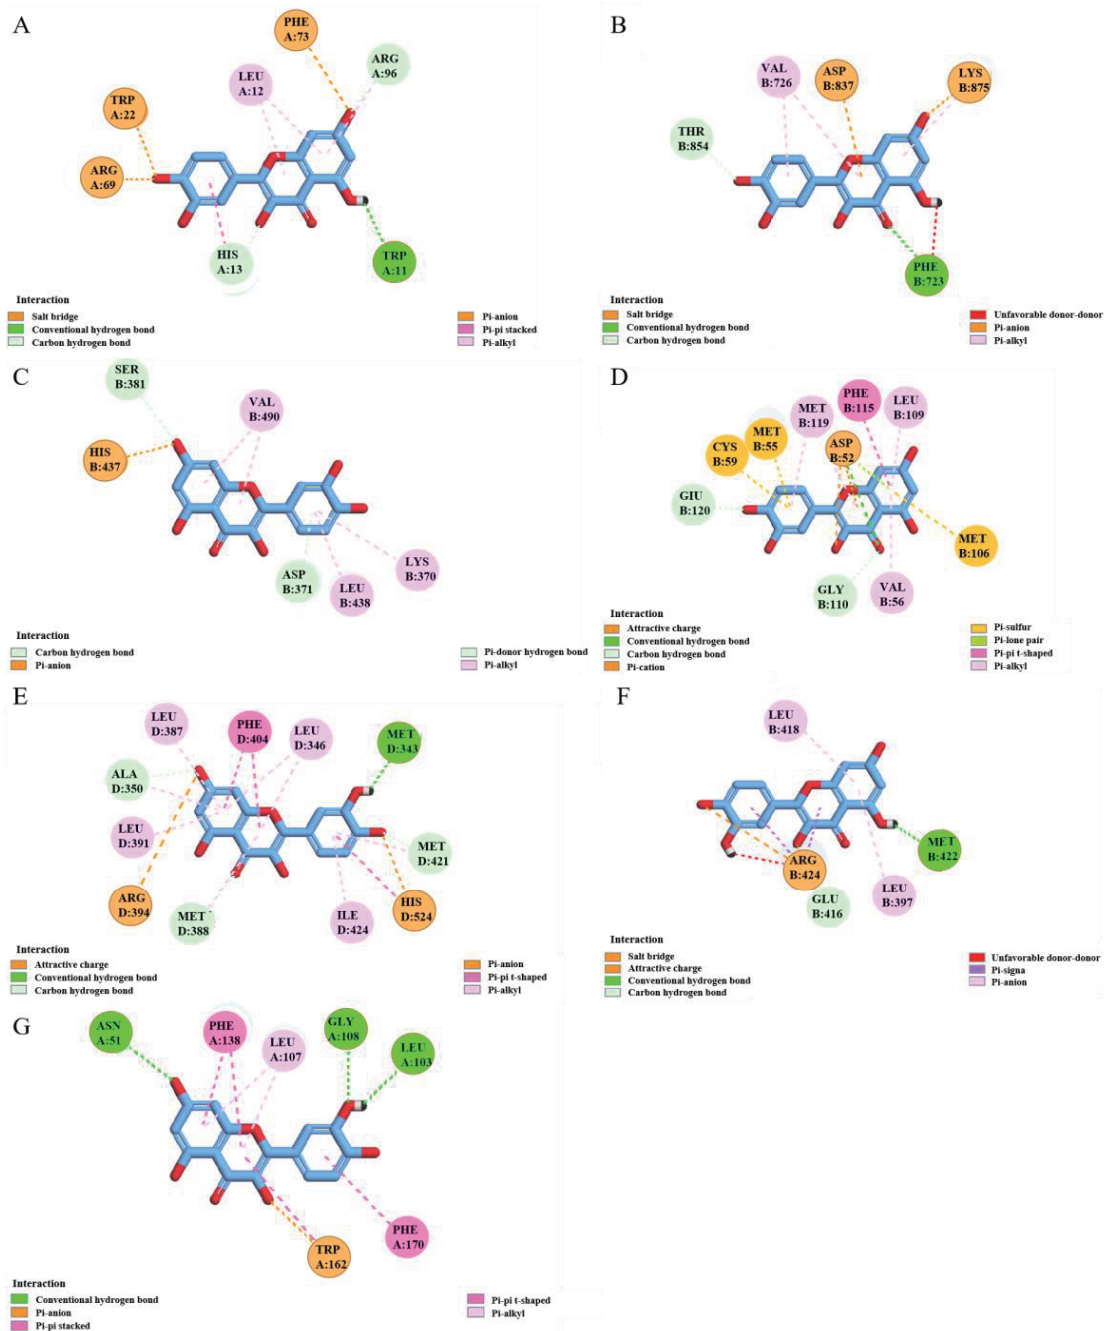 A
PHE
A:73
ARG
A:96
LEU
A:12
TRP
A:22
ARG
A:69
HIS
A:13
TRP
A:11
Interaction
Salt bridge
Conventional hydrogen bond
Carbon hydrogen bond
Pi-anion
Pi-pi stacked
Pi-alkyl
B
VAL
B:726
ASP
B:837
LYS
B:875
THR
B:854
PHE
B:723
Interaction
Salt bridge
Conventional hydrogen bond
Carbon hydrogen bond
Unfavorable donor-donor
Pi-anion
Pi-alkyl
C
SER
B:381
VAL
B:490
HIS
B:437
ASP
B:371
LEU
B:438
LYS
B:370
Interaction
Carbon hydrogen bond
Pi-anion
Pi-donor hydrogen bond
Pi-alkyl
D
MET
B:119
PHE
B:115
LEU
B:109
CYS
B:59
MET
B:55
ASP
B:52
GIU
B:120
MET
B:106
GLY
B:110
VAL
B:56
Interaction
Attractive charge
Conventional hydrogen bond
Carbon hydrogen bond
Pi-cation
Pi-sulfur
Pi-lone pair
Pi-pi t-shaped
Pi-alkyl
E
LEU
D:387
PHE
D:404
LEU
D:346
MET
D:343
ALA
D:350
LEU
D:391
MET
D:421
ARG
D:394
MET
D:388
ILE
D:424
HIS
D:524
Interaction
Attractive charge
Conventional hydrogen bond
Carbon hydrogen bond
Pi-anion
Pi-pi t-shaped
Pi-alkyl
F
LEU
B:418
MET
B:422
ARG
B:424
GLU
B:416
LEU
B:397
Interaction
Salt bridge
Attractive charge
Conventional hydrogen bond
Carbon hydrogen bond
Unfavorable donor-donor
Pi-signa
Pi-anion
G
ASN
A:51
PHE
A:138
LEU
A:107
GLY
A:108
LEU
A:103
TRP
A:162
PHE
A:170
Interaction
Conventional hydrogen bond
Pi-anion
Pi-pi stacked
Pi-pi t-shaped
Pi-alkyl